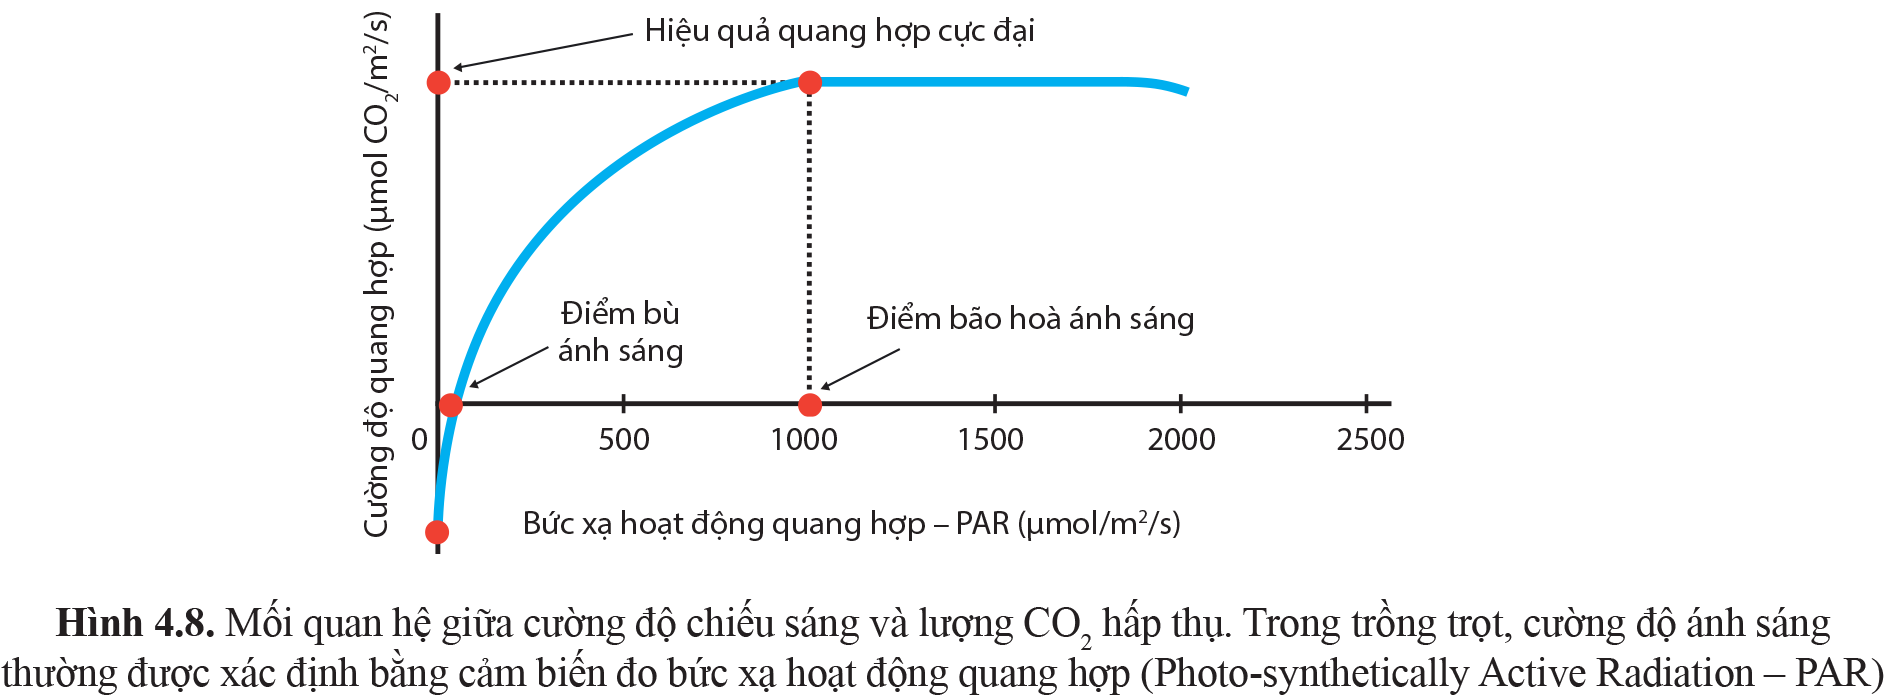 Hiệu quả quang hợp cực đại
Cường độ quang hợp (µmol CO₂/m²/s)
Điểm bù
ánh sáng
Điểm bão hoà ánh sáng
0 500 1000 1500 2000 2500
Bức xạ hoạt động quang hợp – PAR (µmol/m²/s)
Hình 4.8. Mối quan hệ giữa cường độ chiếu sáng và lượng CO₂ hấp thụ. Trong trồng trọt, cường độ ánh sáng
thường được xác định bằng cảm biến đo bức xạ hoạt động quang hợp (Photo-synthetically Active Radiation – PAR)